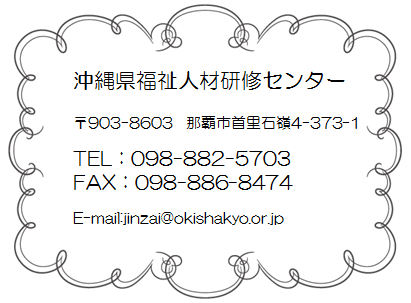 沖縄県福祉人材研修センター
〒903-8603　那覇市首里石嶺4-373-1
TEL：098-882-5703
FAX：098-886-8474
E-mail:jinzai@okishakyo.or.jp